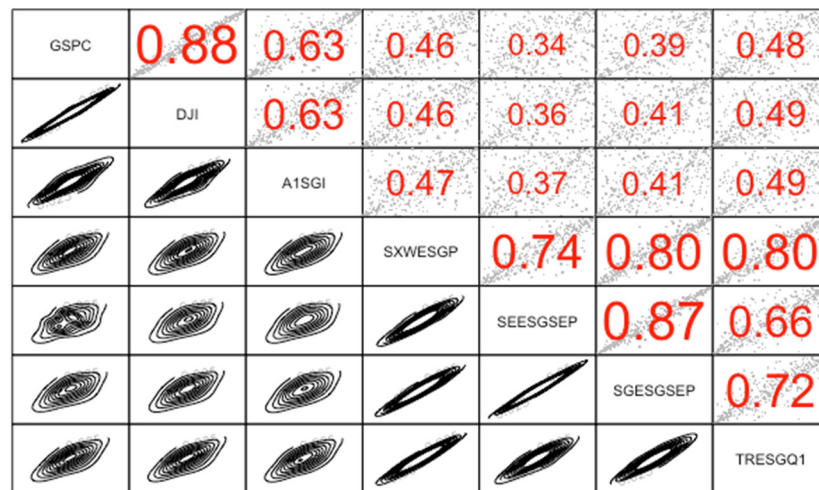 GSPC 0.88 0.63 0.46 0.34 0.39 0.48
DJI 0.63 0.46 0.36 0.41 0.49
A1SGI 0.47 0.37 0.41 0.49
SXWESGP 0.74 0.80 0.80
SEESGSEP 0.87 0.66
SGESGSEP 0.72
TRESGQ1